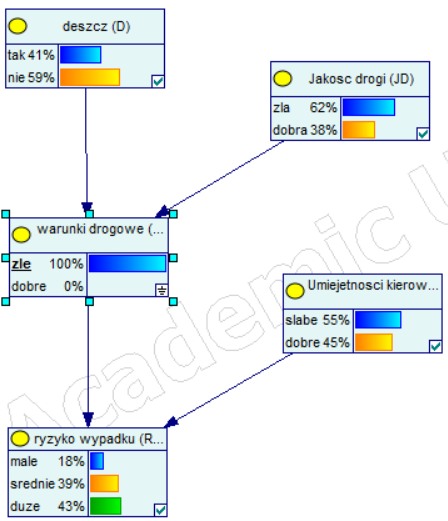 deszcz (D)
tak 41%
nie 59%
Jakosc drogi (JD)
zla 62%
dobra 38%
warunki drogowe (...
zle 100%
dobre 0%
Umiejetnosci kierow...
slabe 55%
dobre 45%
ryzyko wypadku (R...
male 18%
srednie 39%
duze 43%
Academic U